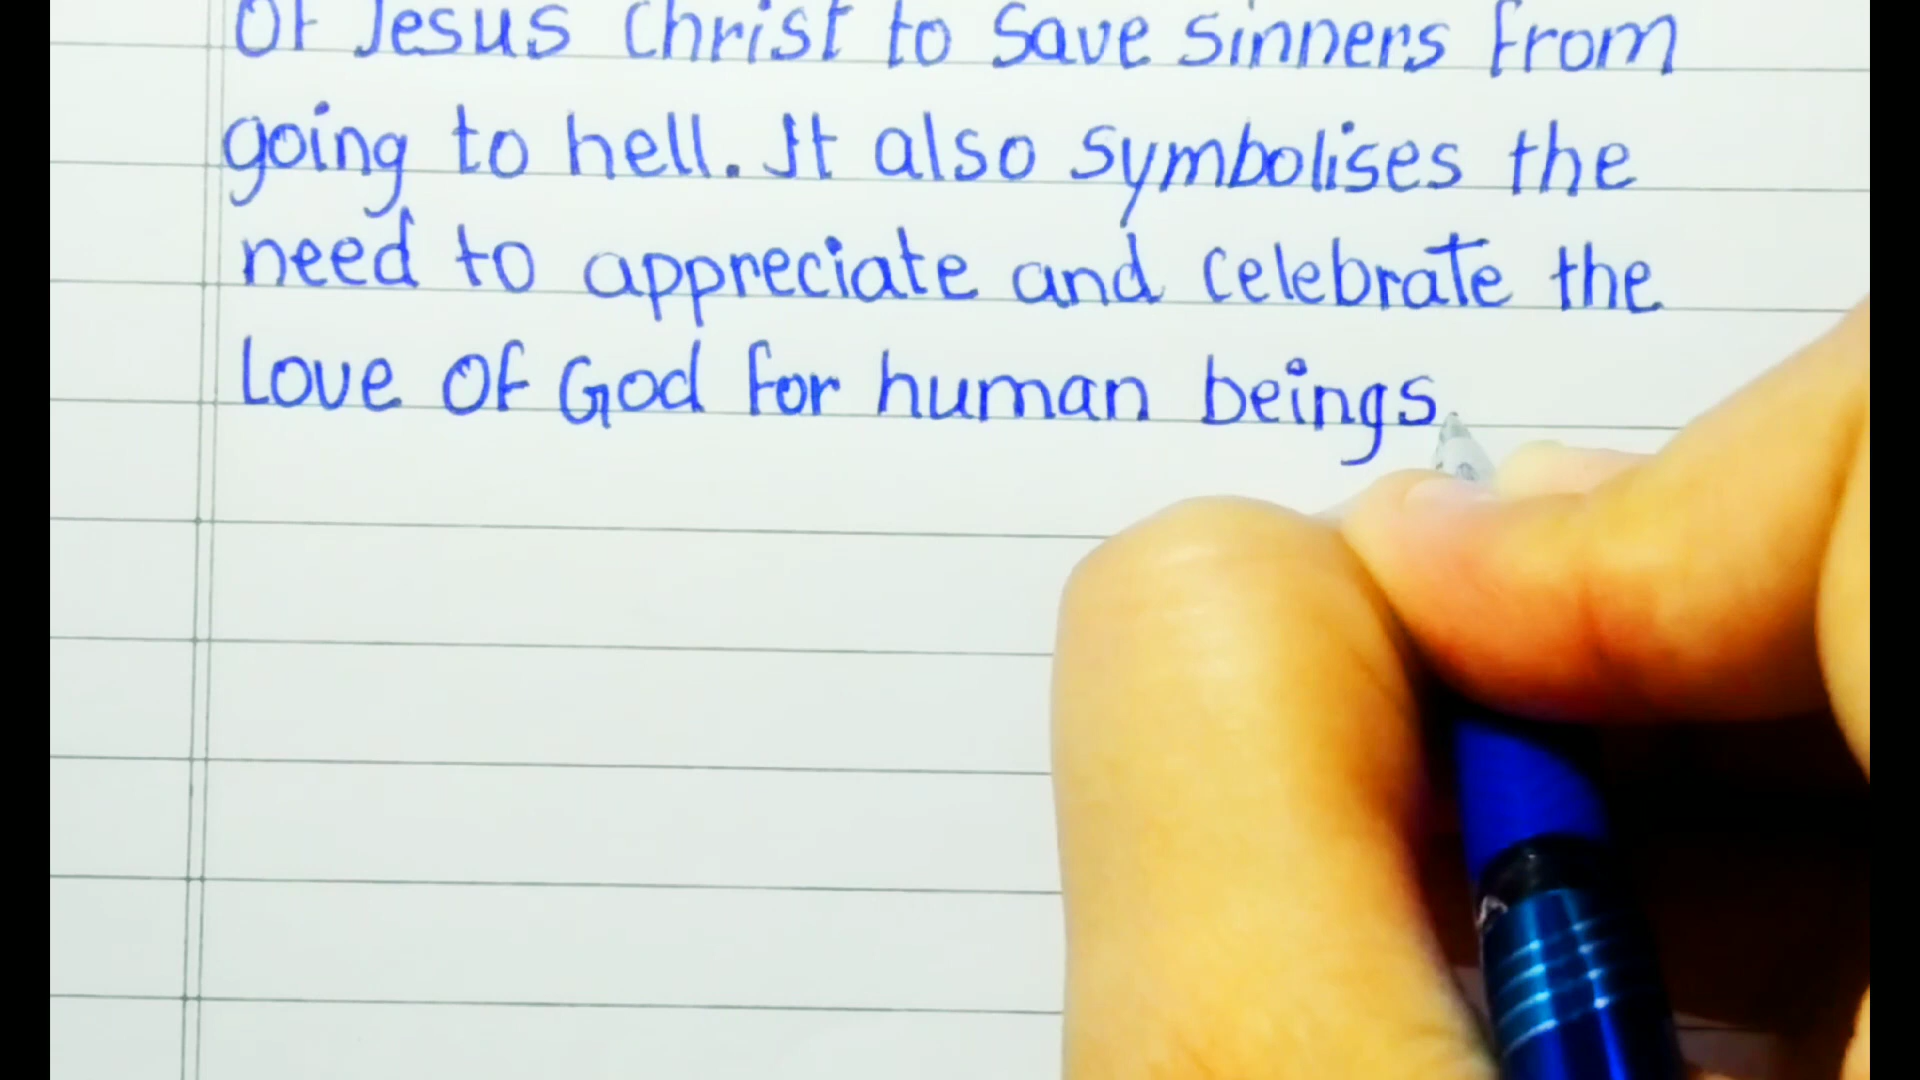 of Jesus Christ to save sinners from
going to hell. It also symbolises the
need to appreciate and celebrate the
love of God for human beings.